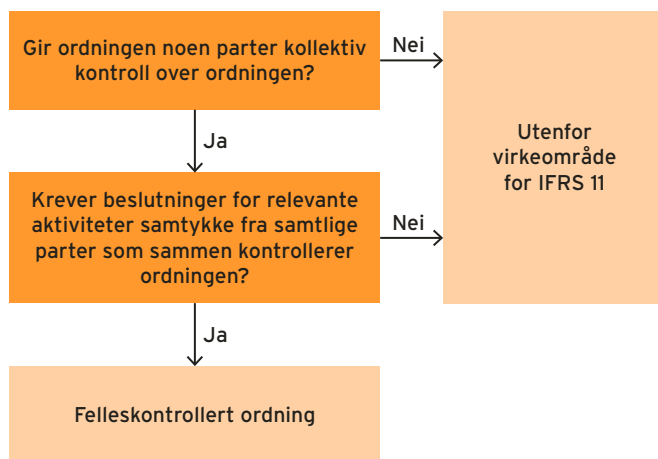 Gir ordningen noen parter kollektiv
kontroll over ordningen?
Nei
Utenfor
virkeområde
for IFRS 11
Ja
Krever beslutninger for relevante
aktiviteter samtykke fra samtlige
parter som sammen kontrollerer
ordningen?
Nei
Ja
Felleskontrollert ordning